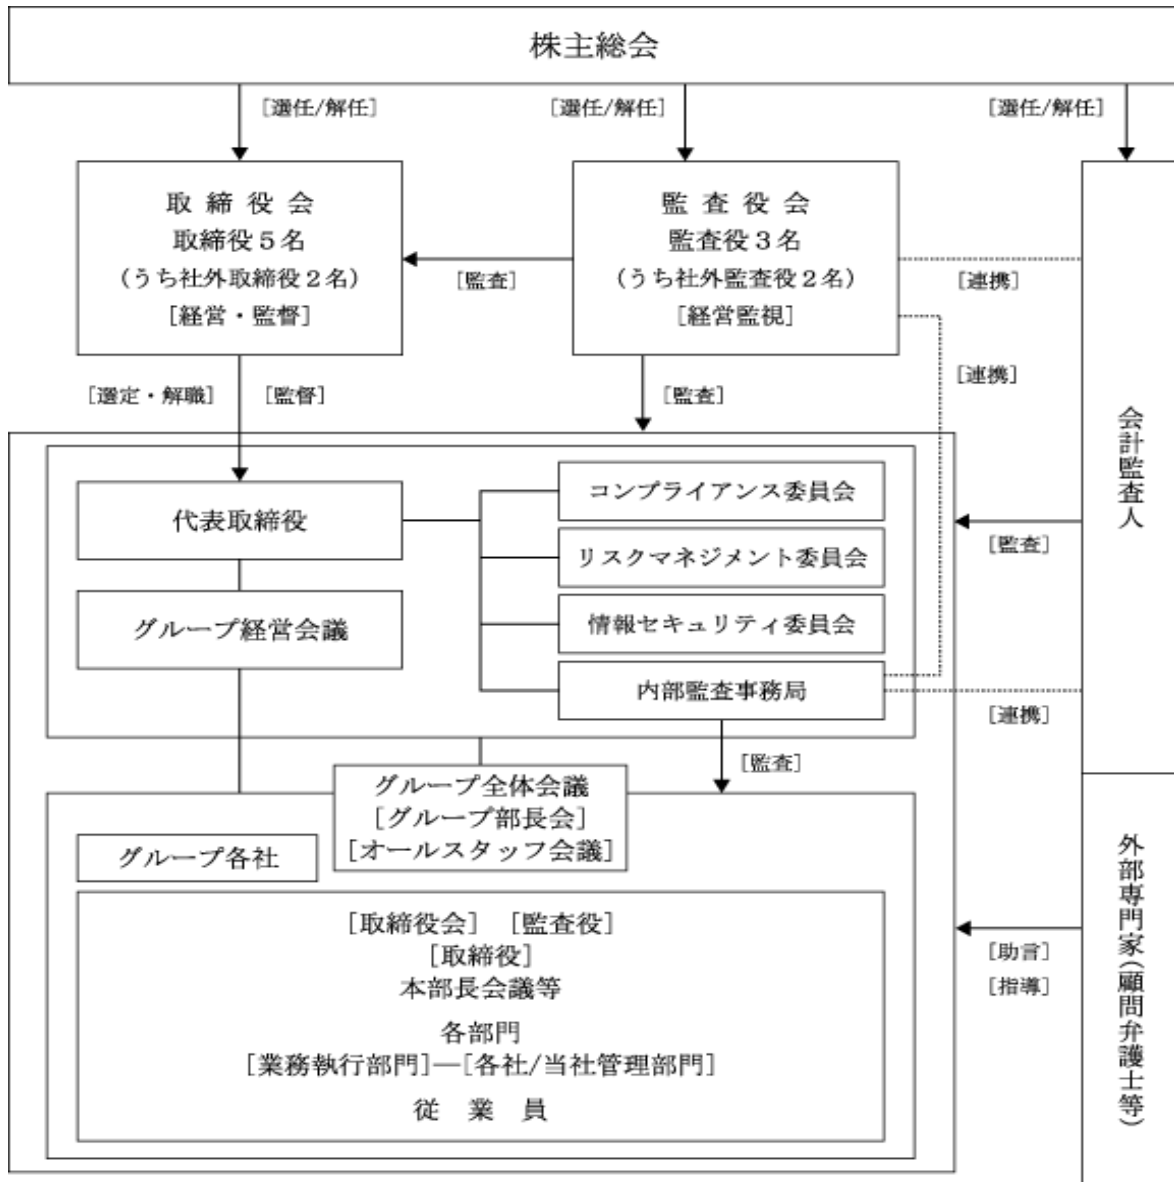 株主総会
[選任/解任]
[選任/解任]
[選任/解任]
取締役会
取締役５名
(うち社外取締役２名)
[経営・監督]
監査役会
監査役３名
(うち社外監査役２名)
[経営監視]
[監査]
[連携]
[連携]
[選定・解職]
[監督]
[監査]
会計監査人
代表取締役
グループ経営会議
コンプライアンス委員会
リスクマネジメント委員会
情報セキュリティ委員会
内部監査事務局
[監査]
[連携]
[監査]
グループ全体会議
[グループ部長会]
[オールスタッフ会議]
グループ各社
[取締役会] [監査役]
[取締役]
本部長会議等
各部門
[業務執行部門]―[各社/当社管理部門]
従業員
[助言]
[指導]
外部専門家(顧問弁護士等)